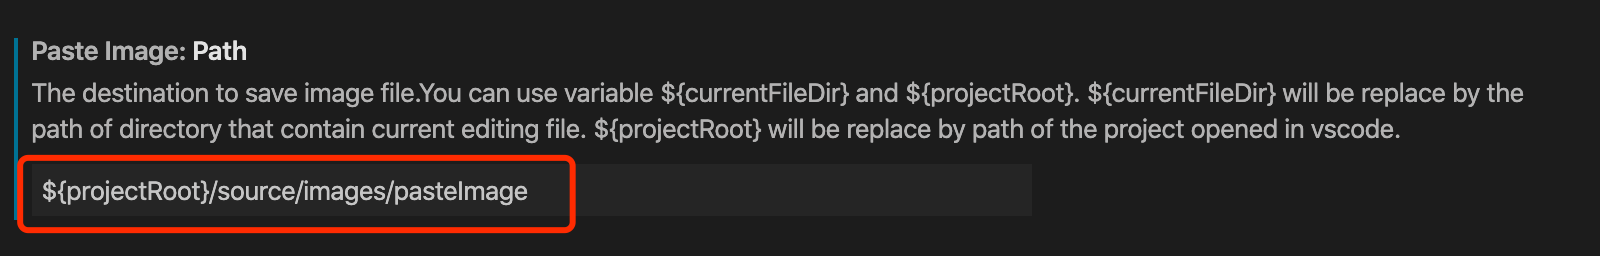 Paste Image: Path
The destination to save image file.You can use variable ${currentFileDir} and ${projectRoot}. ${currentFileDir} will be replace by the
path of directory that contain current editing file. ${projectRoot} will be replace by path of the project opened in vscode.
${projectRoot}/source/images/pasteImage